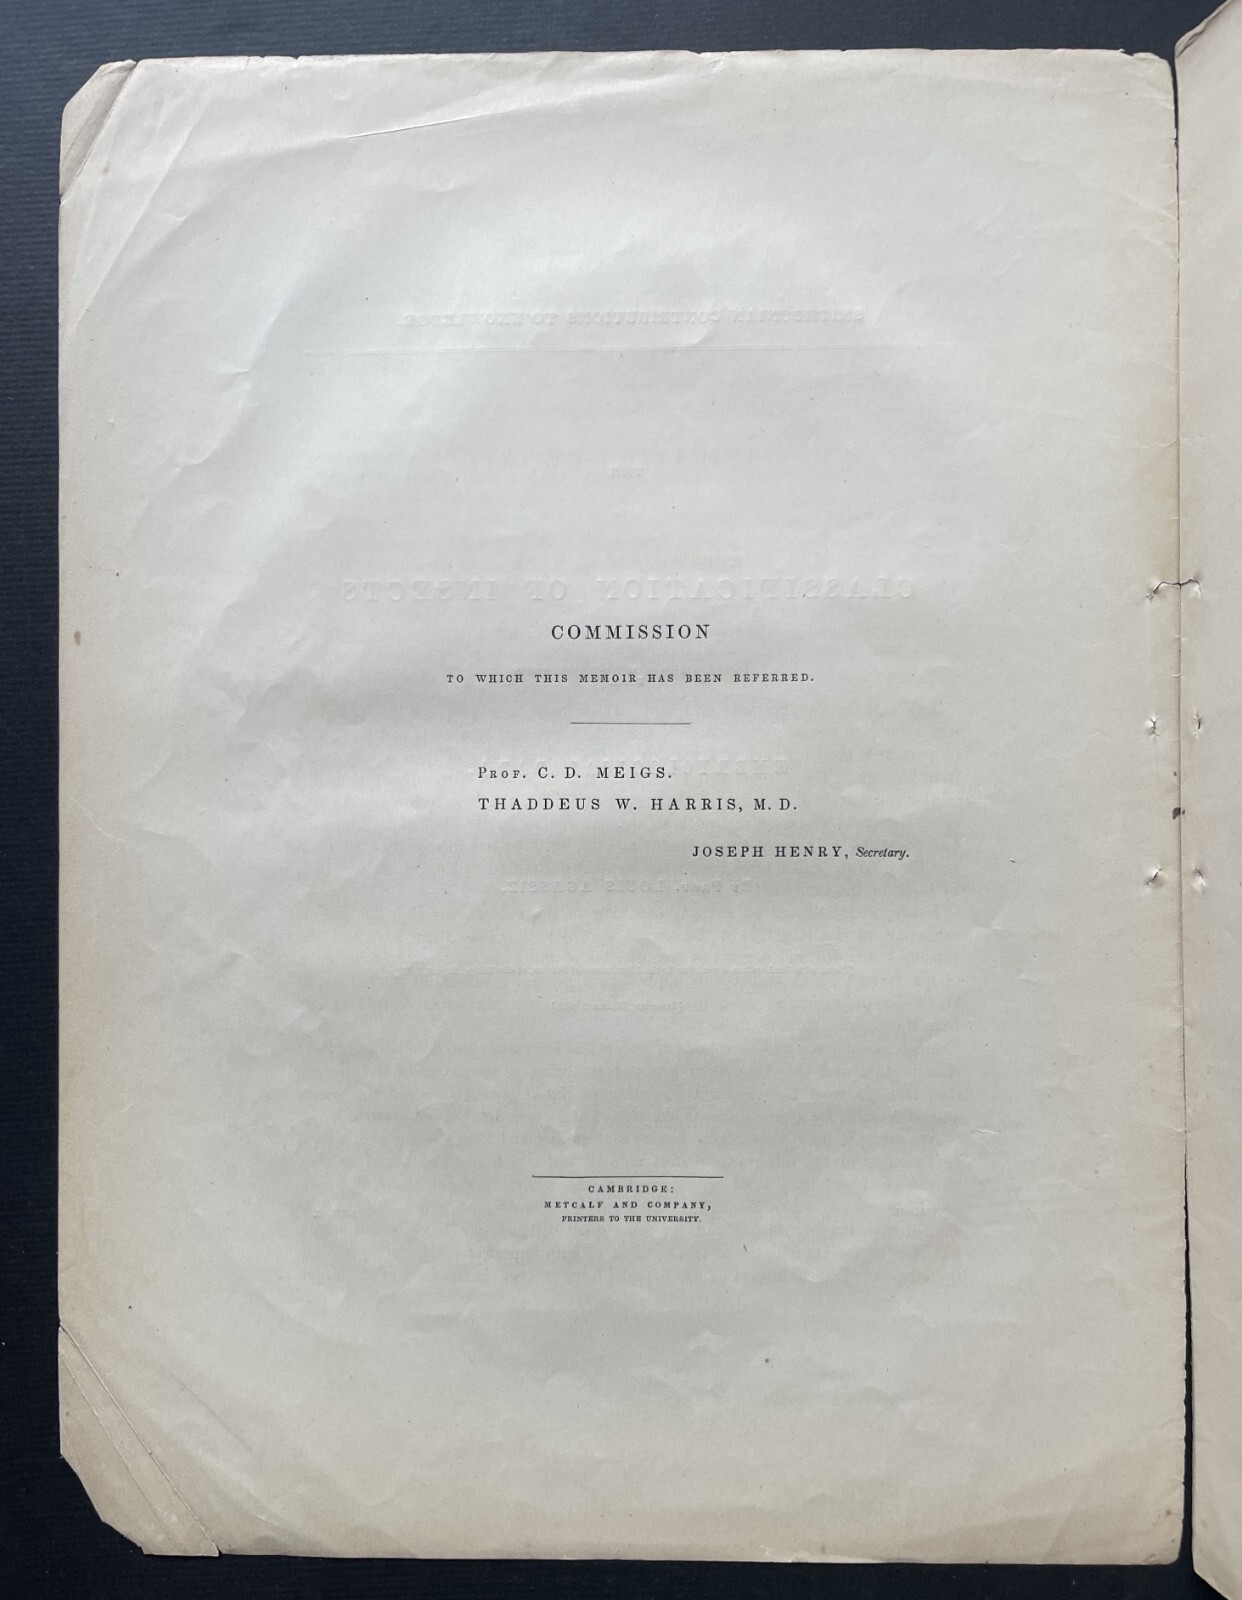 COMMISSION
TO WHICH THIS MEMOIR HAS BEEN REFERRED.
PROF. C. D. MEIGS.
THADDEUS W. HARRIS, M. D.
JOSEPH HENRY, Secretary.
CAMBRIDGE:
METCALF AND COMPANY,
PRINTERS TO THE UNIVERSITY.